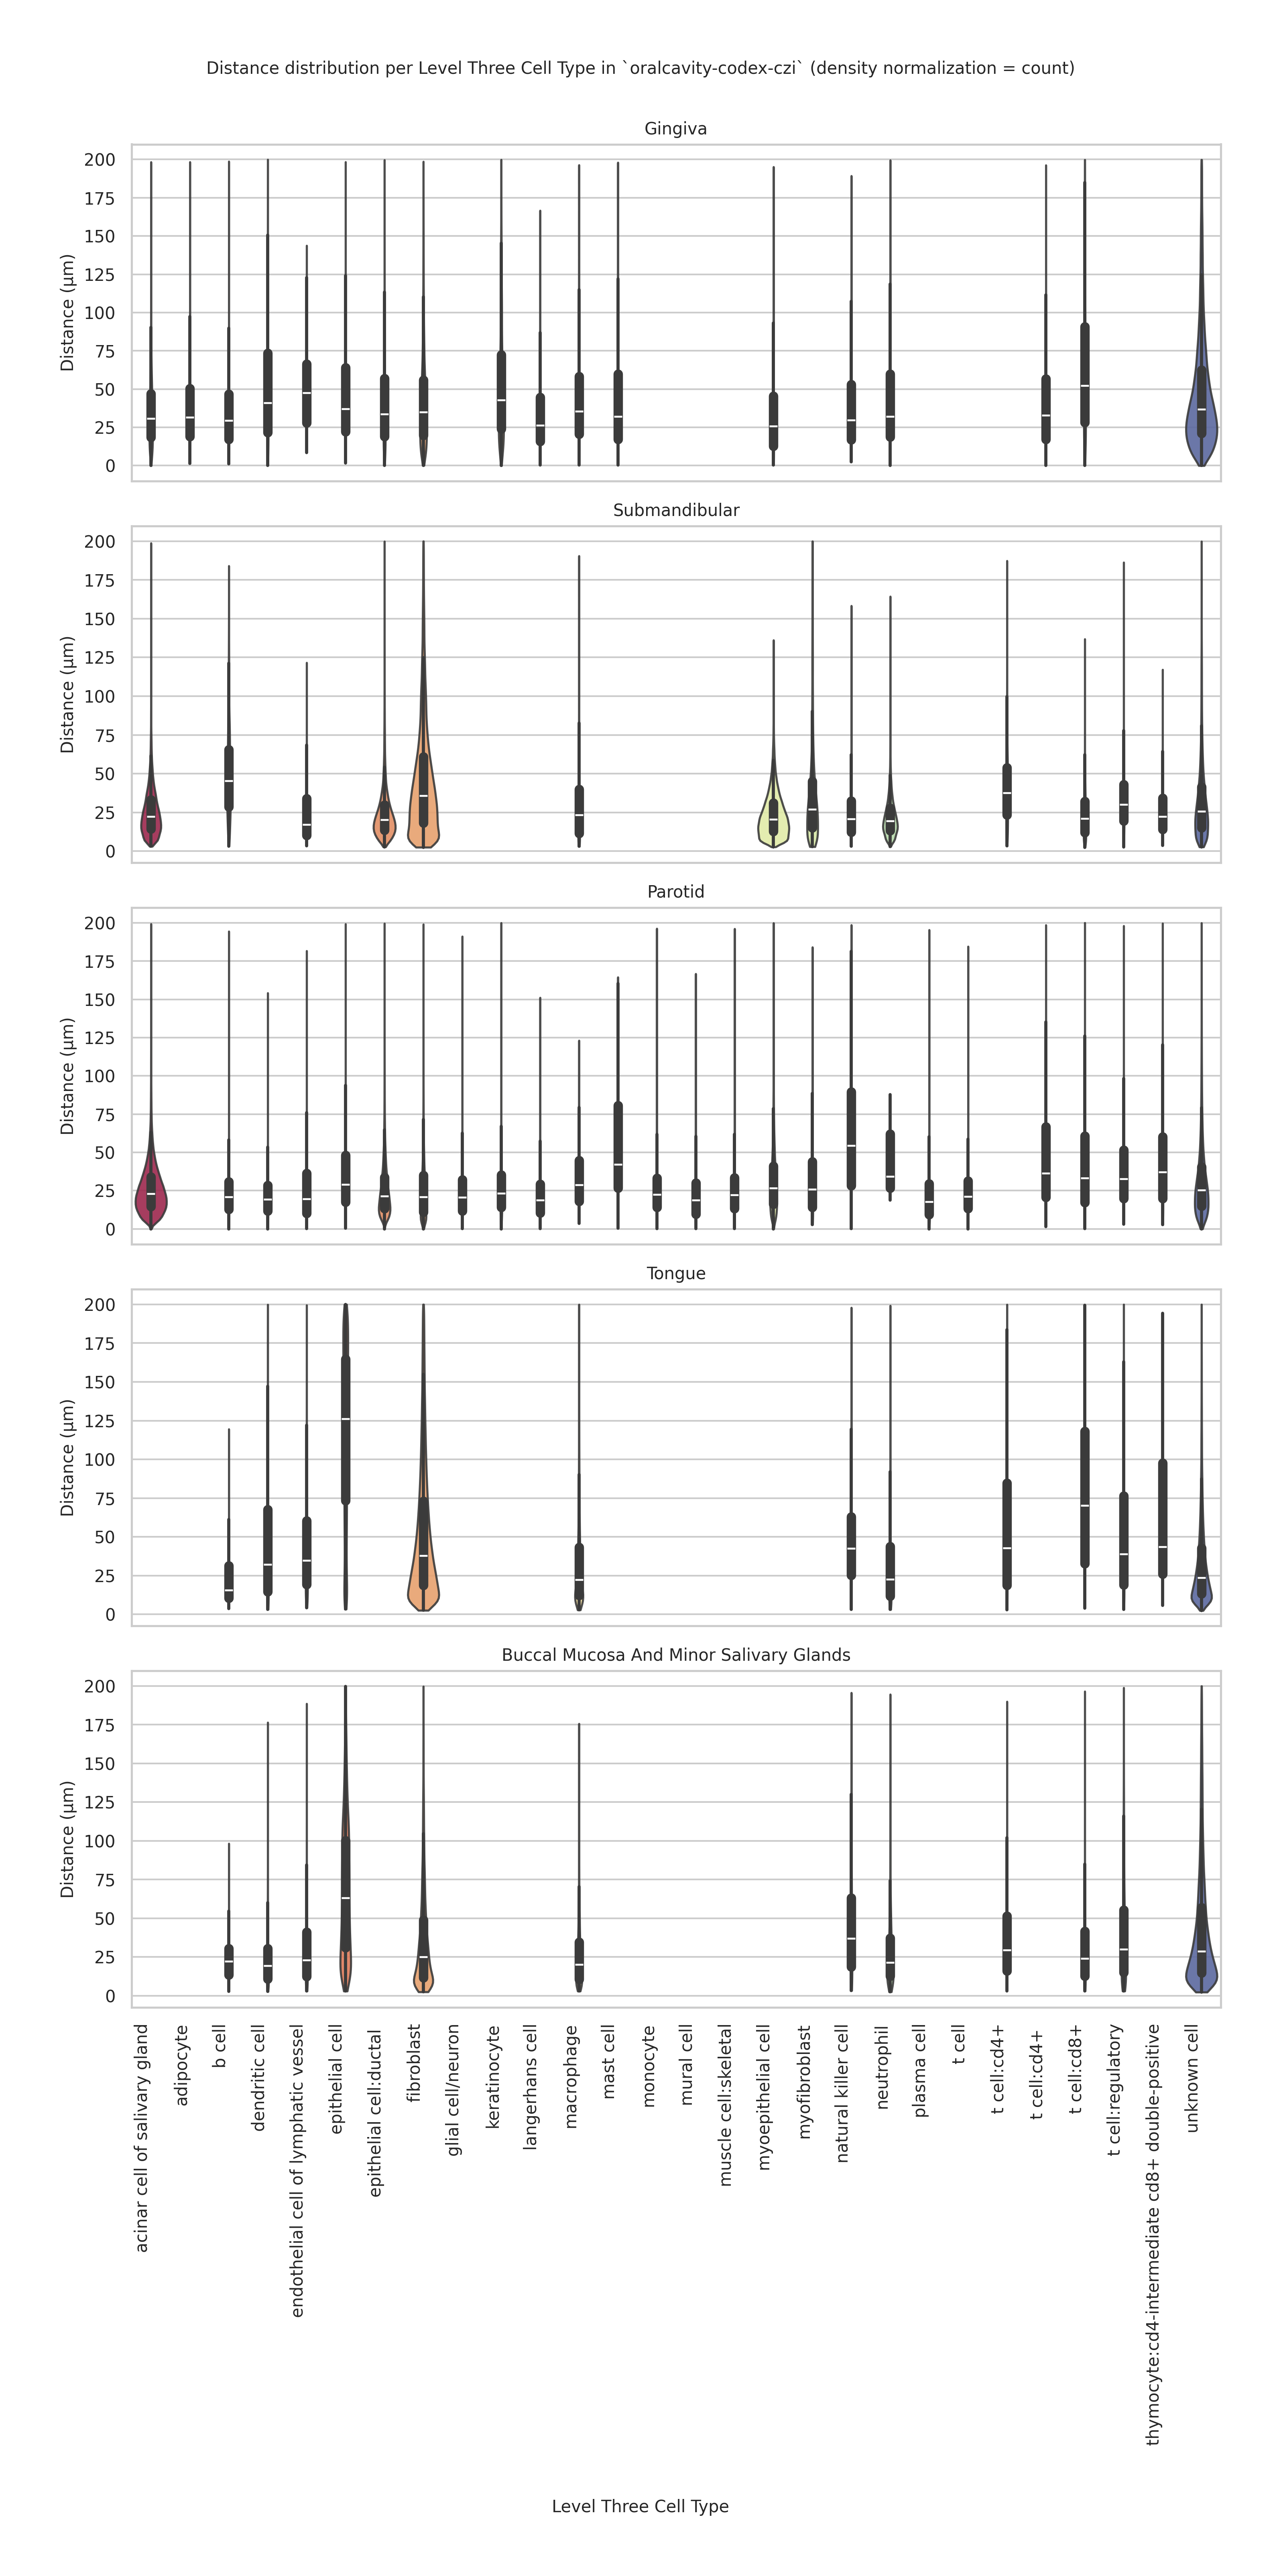 Distance distribution per Level Three Cell Type in `oralcavity-codex-czi` (density normalization = count)
Gingiva
200
175
150
125
100
75
50
25
0
Distance (µm)
Submandibular
200
175
150
125
100
75
50
25
0
Distance (µm)
Parotid
200
175
150
125
100
75
50
25
0
Distance (µm)
Tongue
200
175
150
125
100
75
50
25
0
Distance (µm)
Buccal Mucosa And Minor Salivary Glands
200
175
150
125
100
75
50
25
0
Distance (µm)
acinar cell of salivary gland
adipocyte
b cell
dendritic cell
endothelial cell of lymphatic vessel
epithelial cell
epithelial cell:ductal
fibroblast
glial cell/neuron
keratinocyte
langerhans cell
macrophage
mast cell
monocyte
mural cell
muscle cell:skeletal
myoepithelial cell
myofibroblast
natural killer cell
neutrophil
plasma cell
t cell
t cell:cd4+
t cell:cd4+
t cell:cd8+
t cell:regulatory
thymocyte:cd4-intermediate cd8+ double-positive
unknown cell
Level Three Cell Type